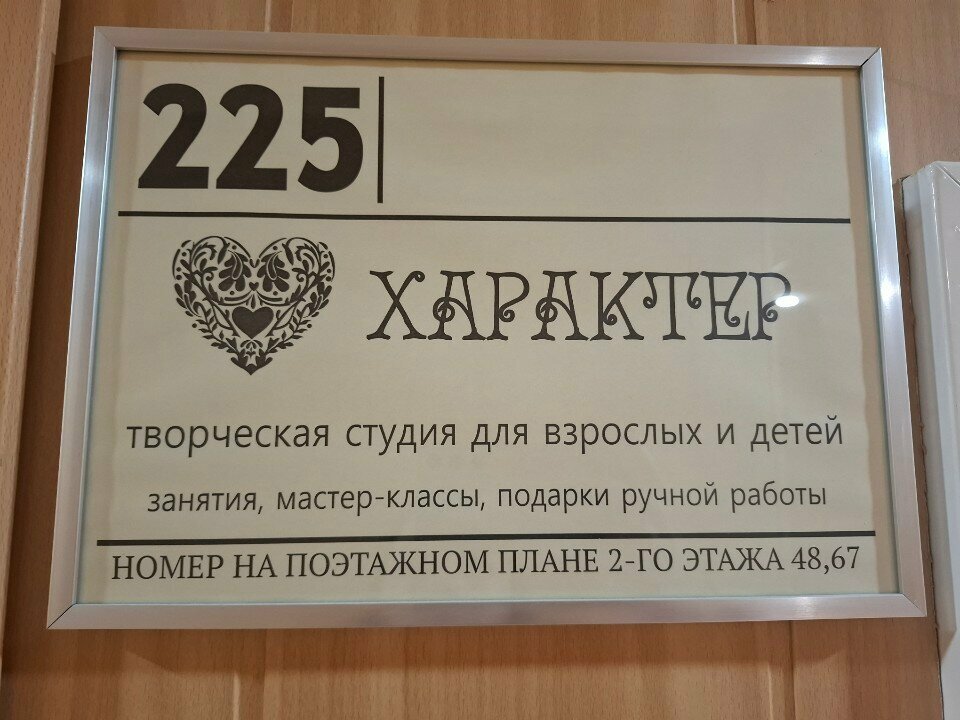 225
ХАРАКТЕР
творческая студия для взрослых и детей
занятия, мастер-классы, подарки ручной работы
НОМЕР НА ПОЭТАЖНОМ ПЛАНЕ 2-ГО ЭТАЖА 48,67